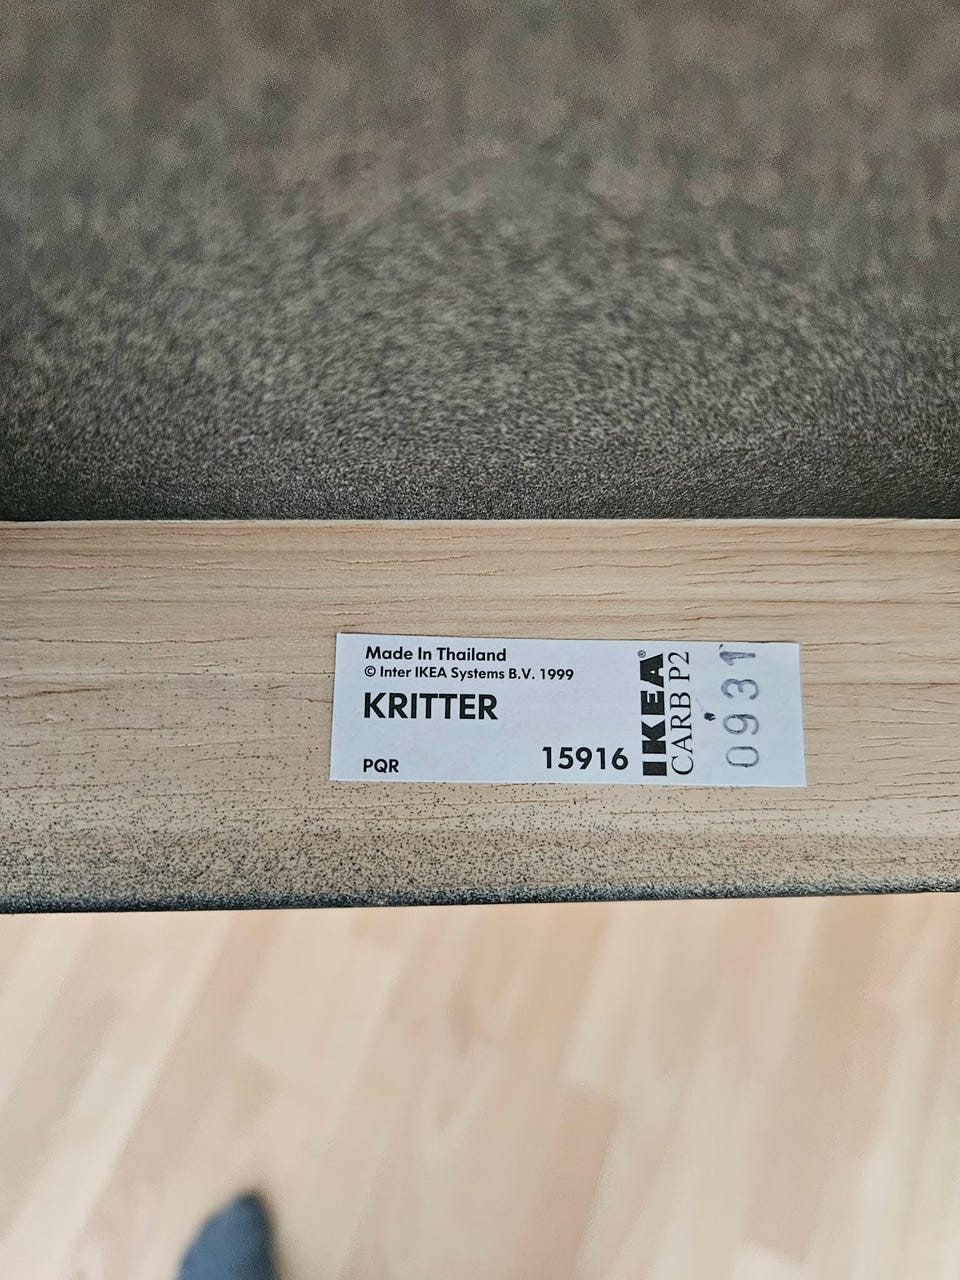 Made In Thailand
© Inter IKEA Systems B.V. 1999
KRITTER
PQR
15916
IKEA®
CARB P2
0931